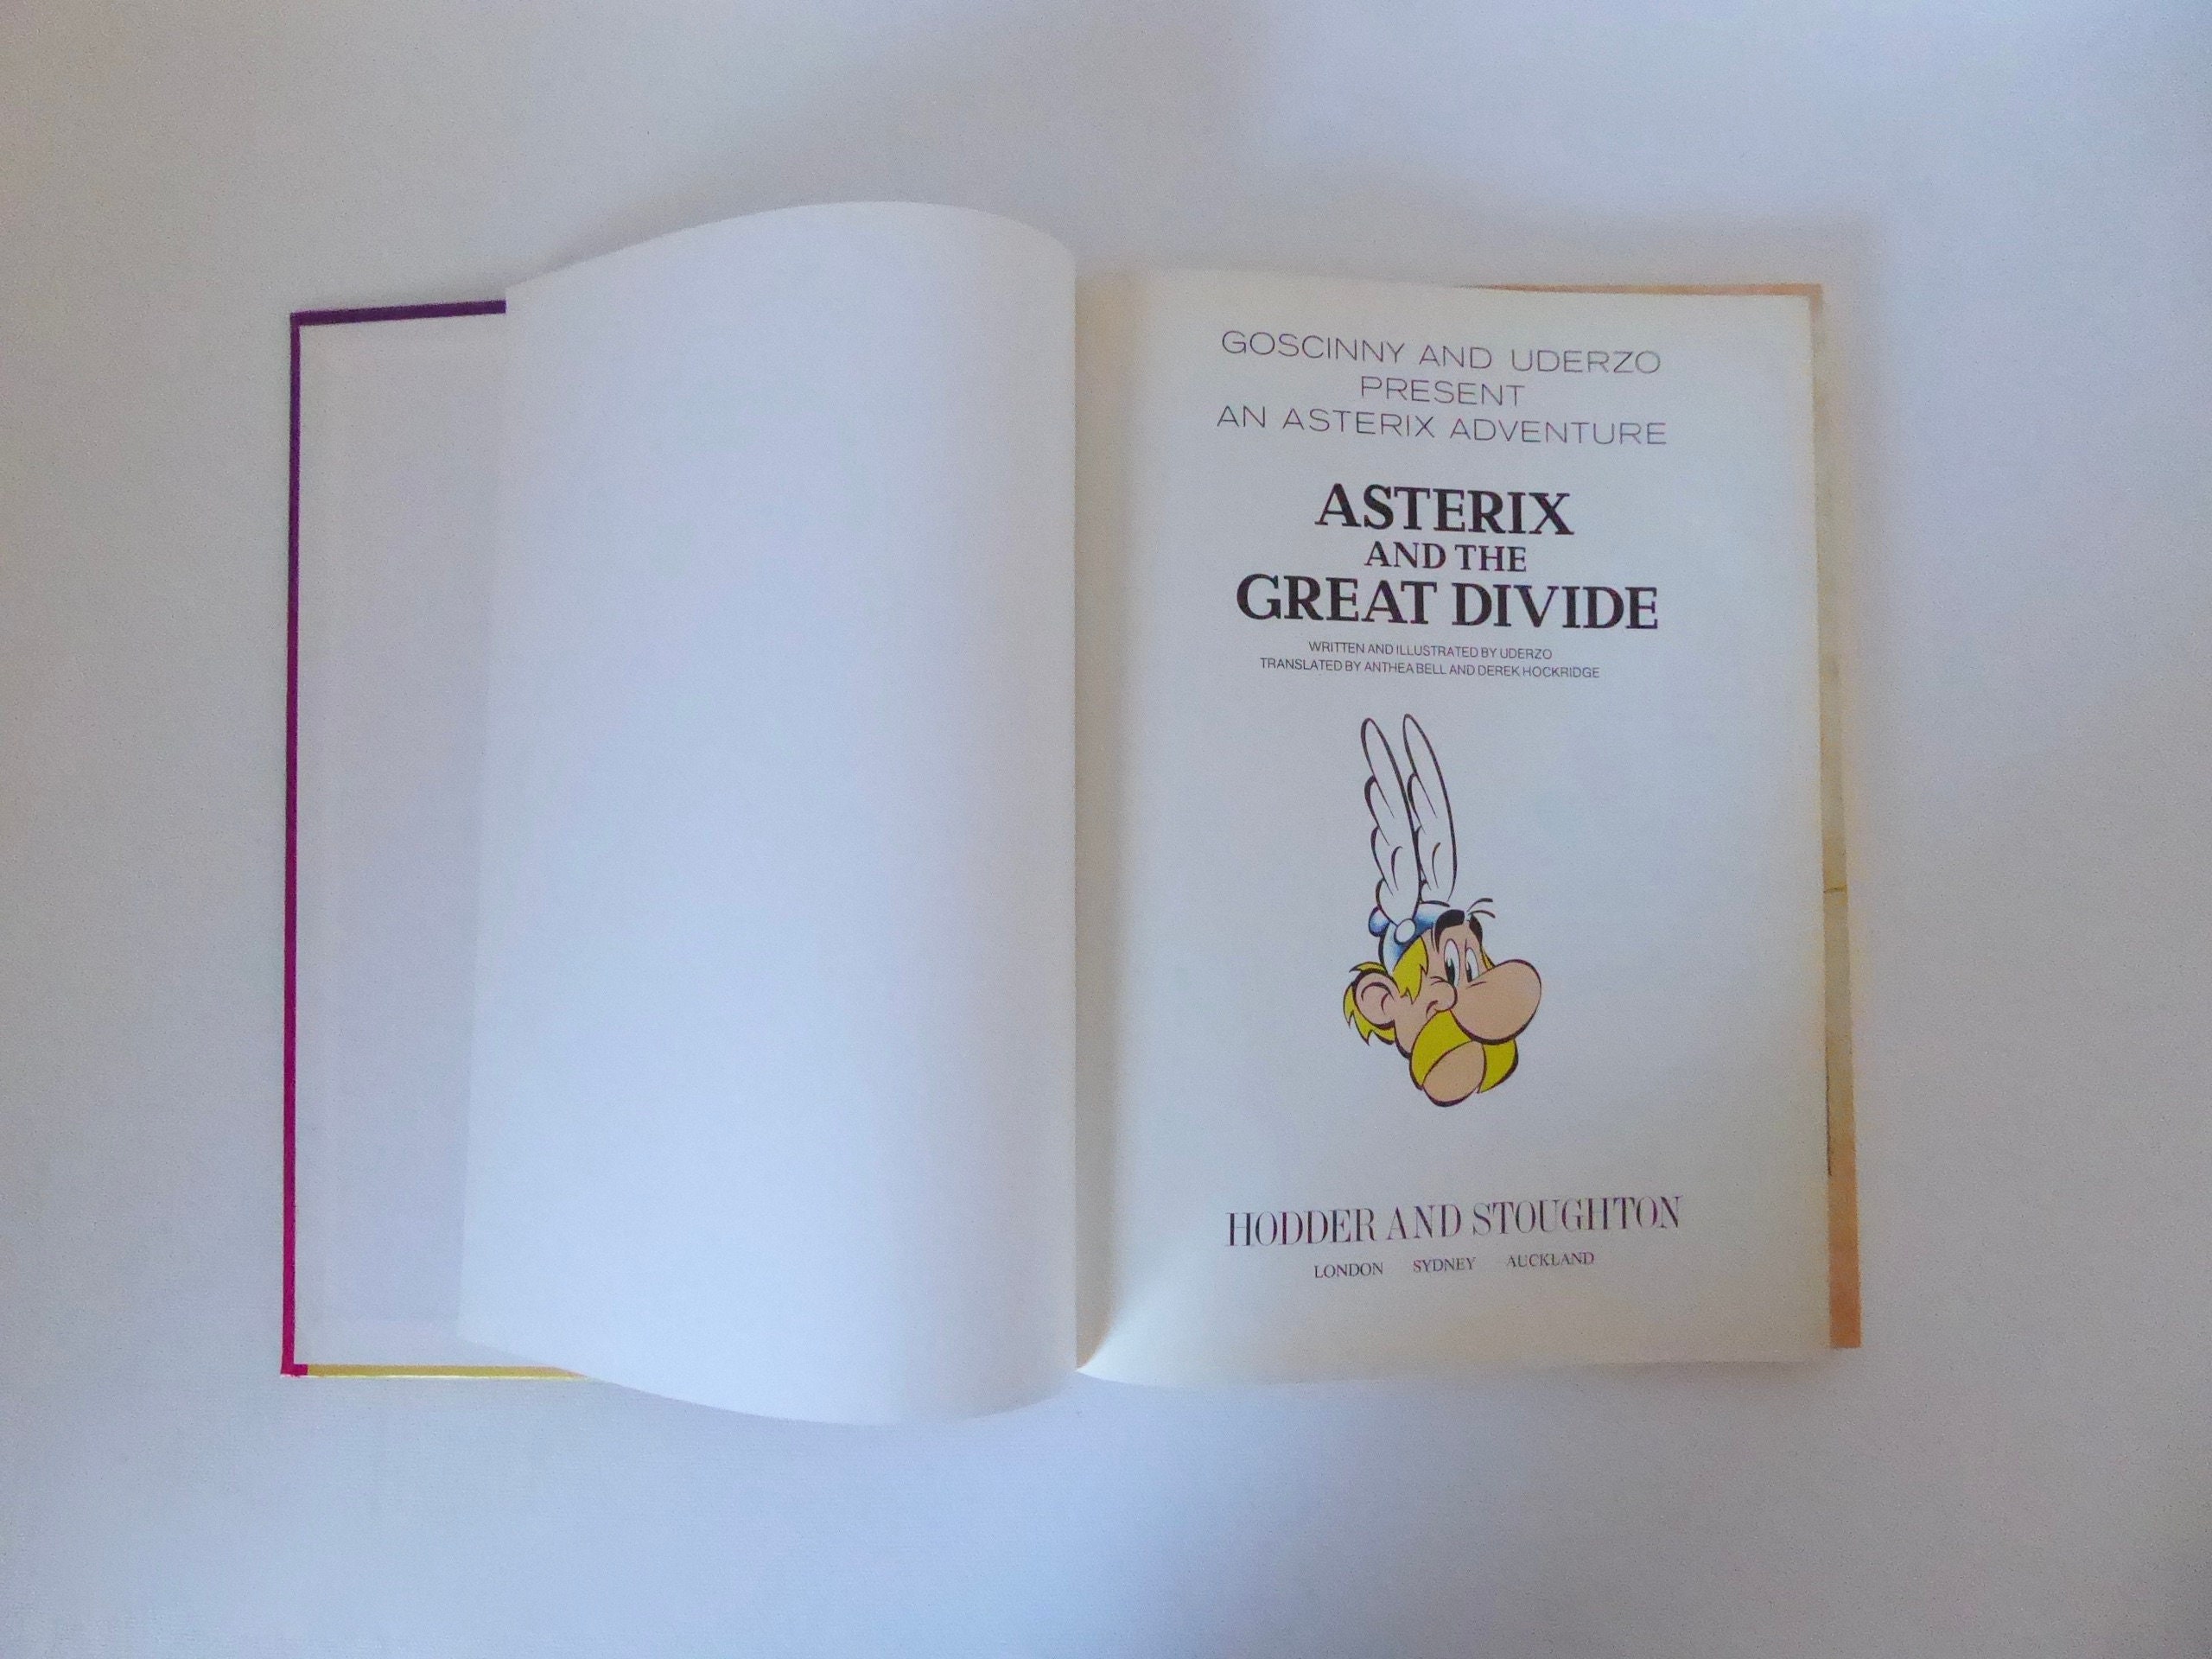 GOSCINNY AND UDERZO
PRESENT
AN ASTERIX ADVENTURE
ASTERIX
AND THE
GREAT DIVIDE
WRITTEN AND ILLUSTRATED BY UDERZO
TRANSLATED BY ANTHEA BELL AND DEREK HOCKRIDGE
HODDER AND STOUGHTON
LONDON SYDNEY AUCKLAND